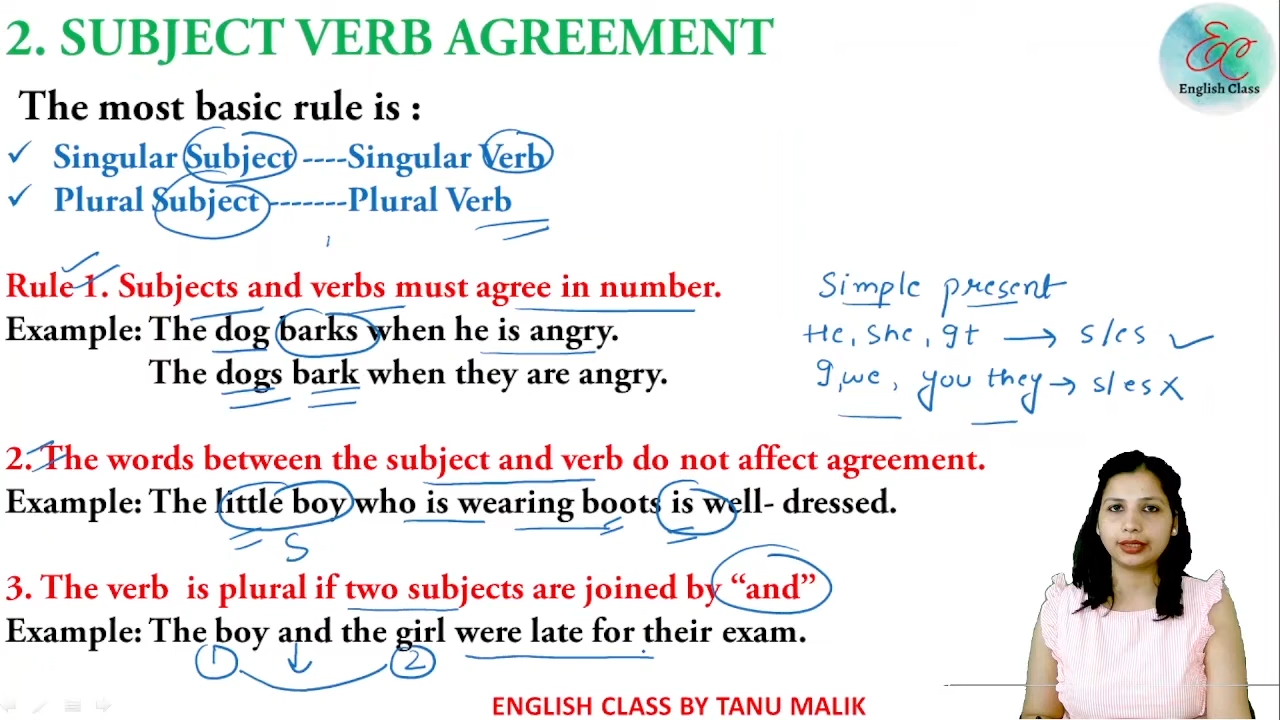 2. SUBJECT VERB AGREEMENT
English Class
The most basic rule is :
✓ Singular Subject ----Singular Verb
✓ Plural Subject -------Plural Verb
Rule 1. Subjects and verbs must agree in number.
Simple present
Example: The dog barks when he is angry.
He, she, It → s/es ✓
The dogs bark when they are angry.
I, we, you they → s/es X
2. The words between the subject and verb do not affect agreement.
Example: The little boy who is wearing boots is well- dressed.
S
3. The verb is plural if two subjects are joined by “and”
Example: The boy and the girl were late for their exam.
1 2
ENGLISH CLASS BY TANU MALIK